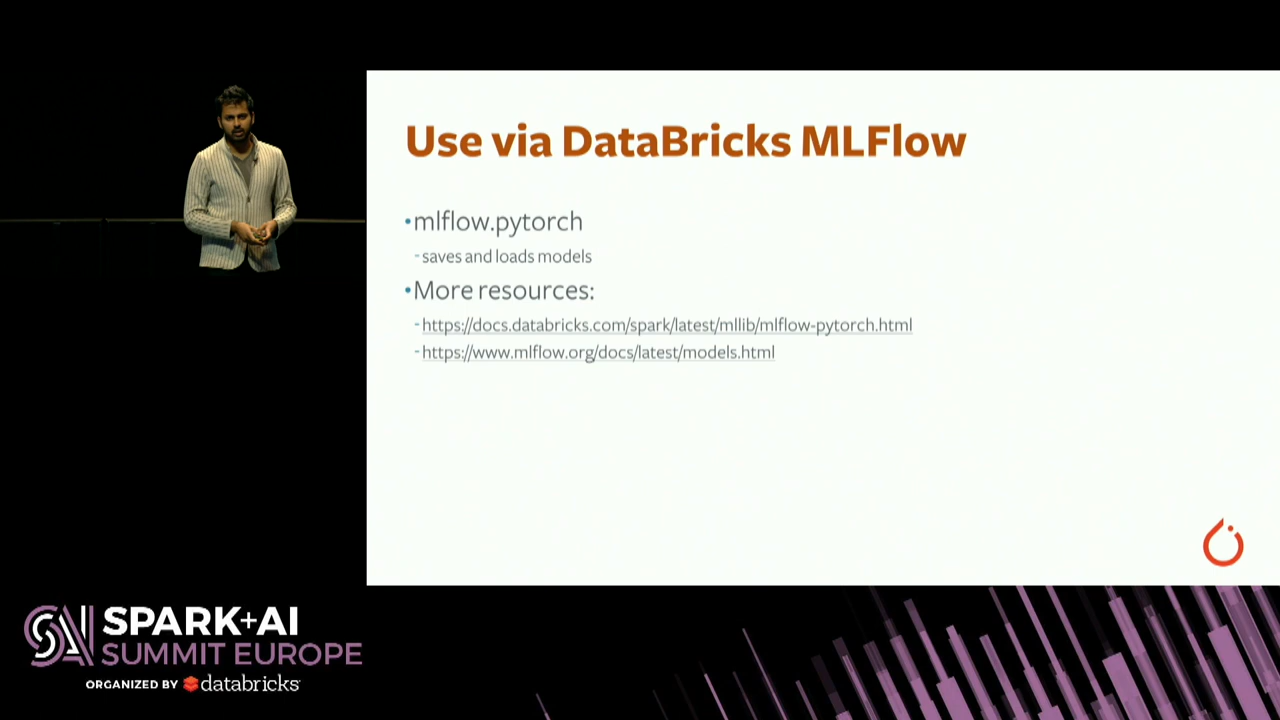 Use via DataBricks MLFlow
•mlflow.pytorch
-saves and loads models
•More resources:
-https://docs.databricks.com/spark/latest/mllib/mlflow-pytorch.html
-https://www.mlflow.org/docs/latest/models.html
SAI SPARK+AI
SUMMIT EUROPE
ORGANIZED BY databricks